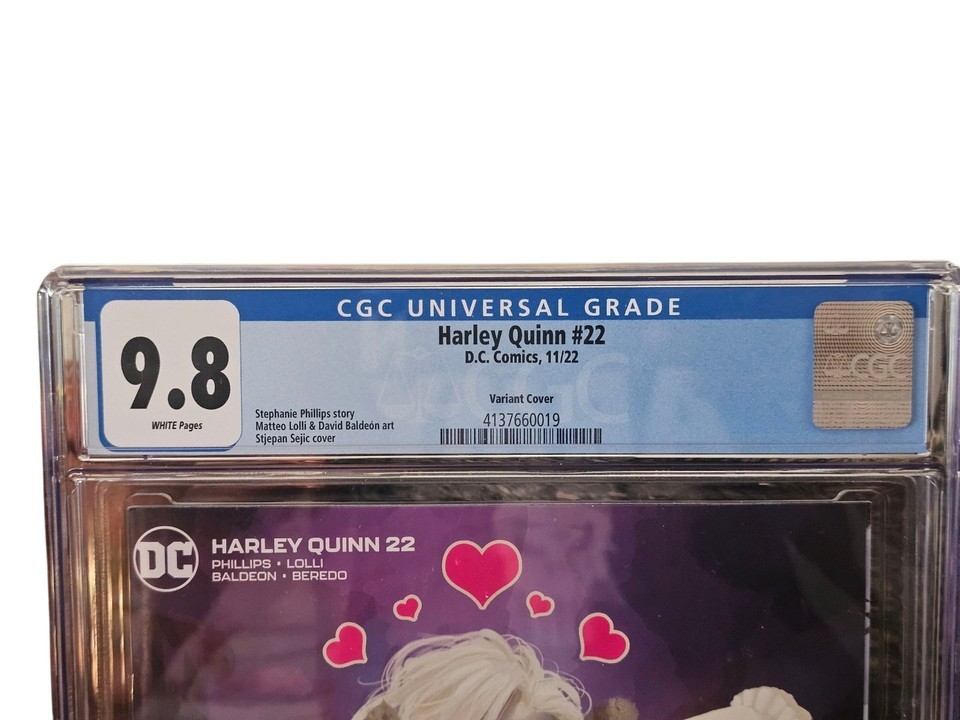 CGC UNIVERSAL GRADE
9.8
WHITE Pages
Harley Quinn #22
D.C. Comics, 11/22
Variant Cover
4137660019
Stephanie Phillips story
Matteo Lolli & David Baldeón art
Stjepan Sejic cover
CGC
CGC
DC
HARLEY QUINN 22
PHILLIPS • LOLLI
BALDEON • BEREDO